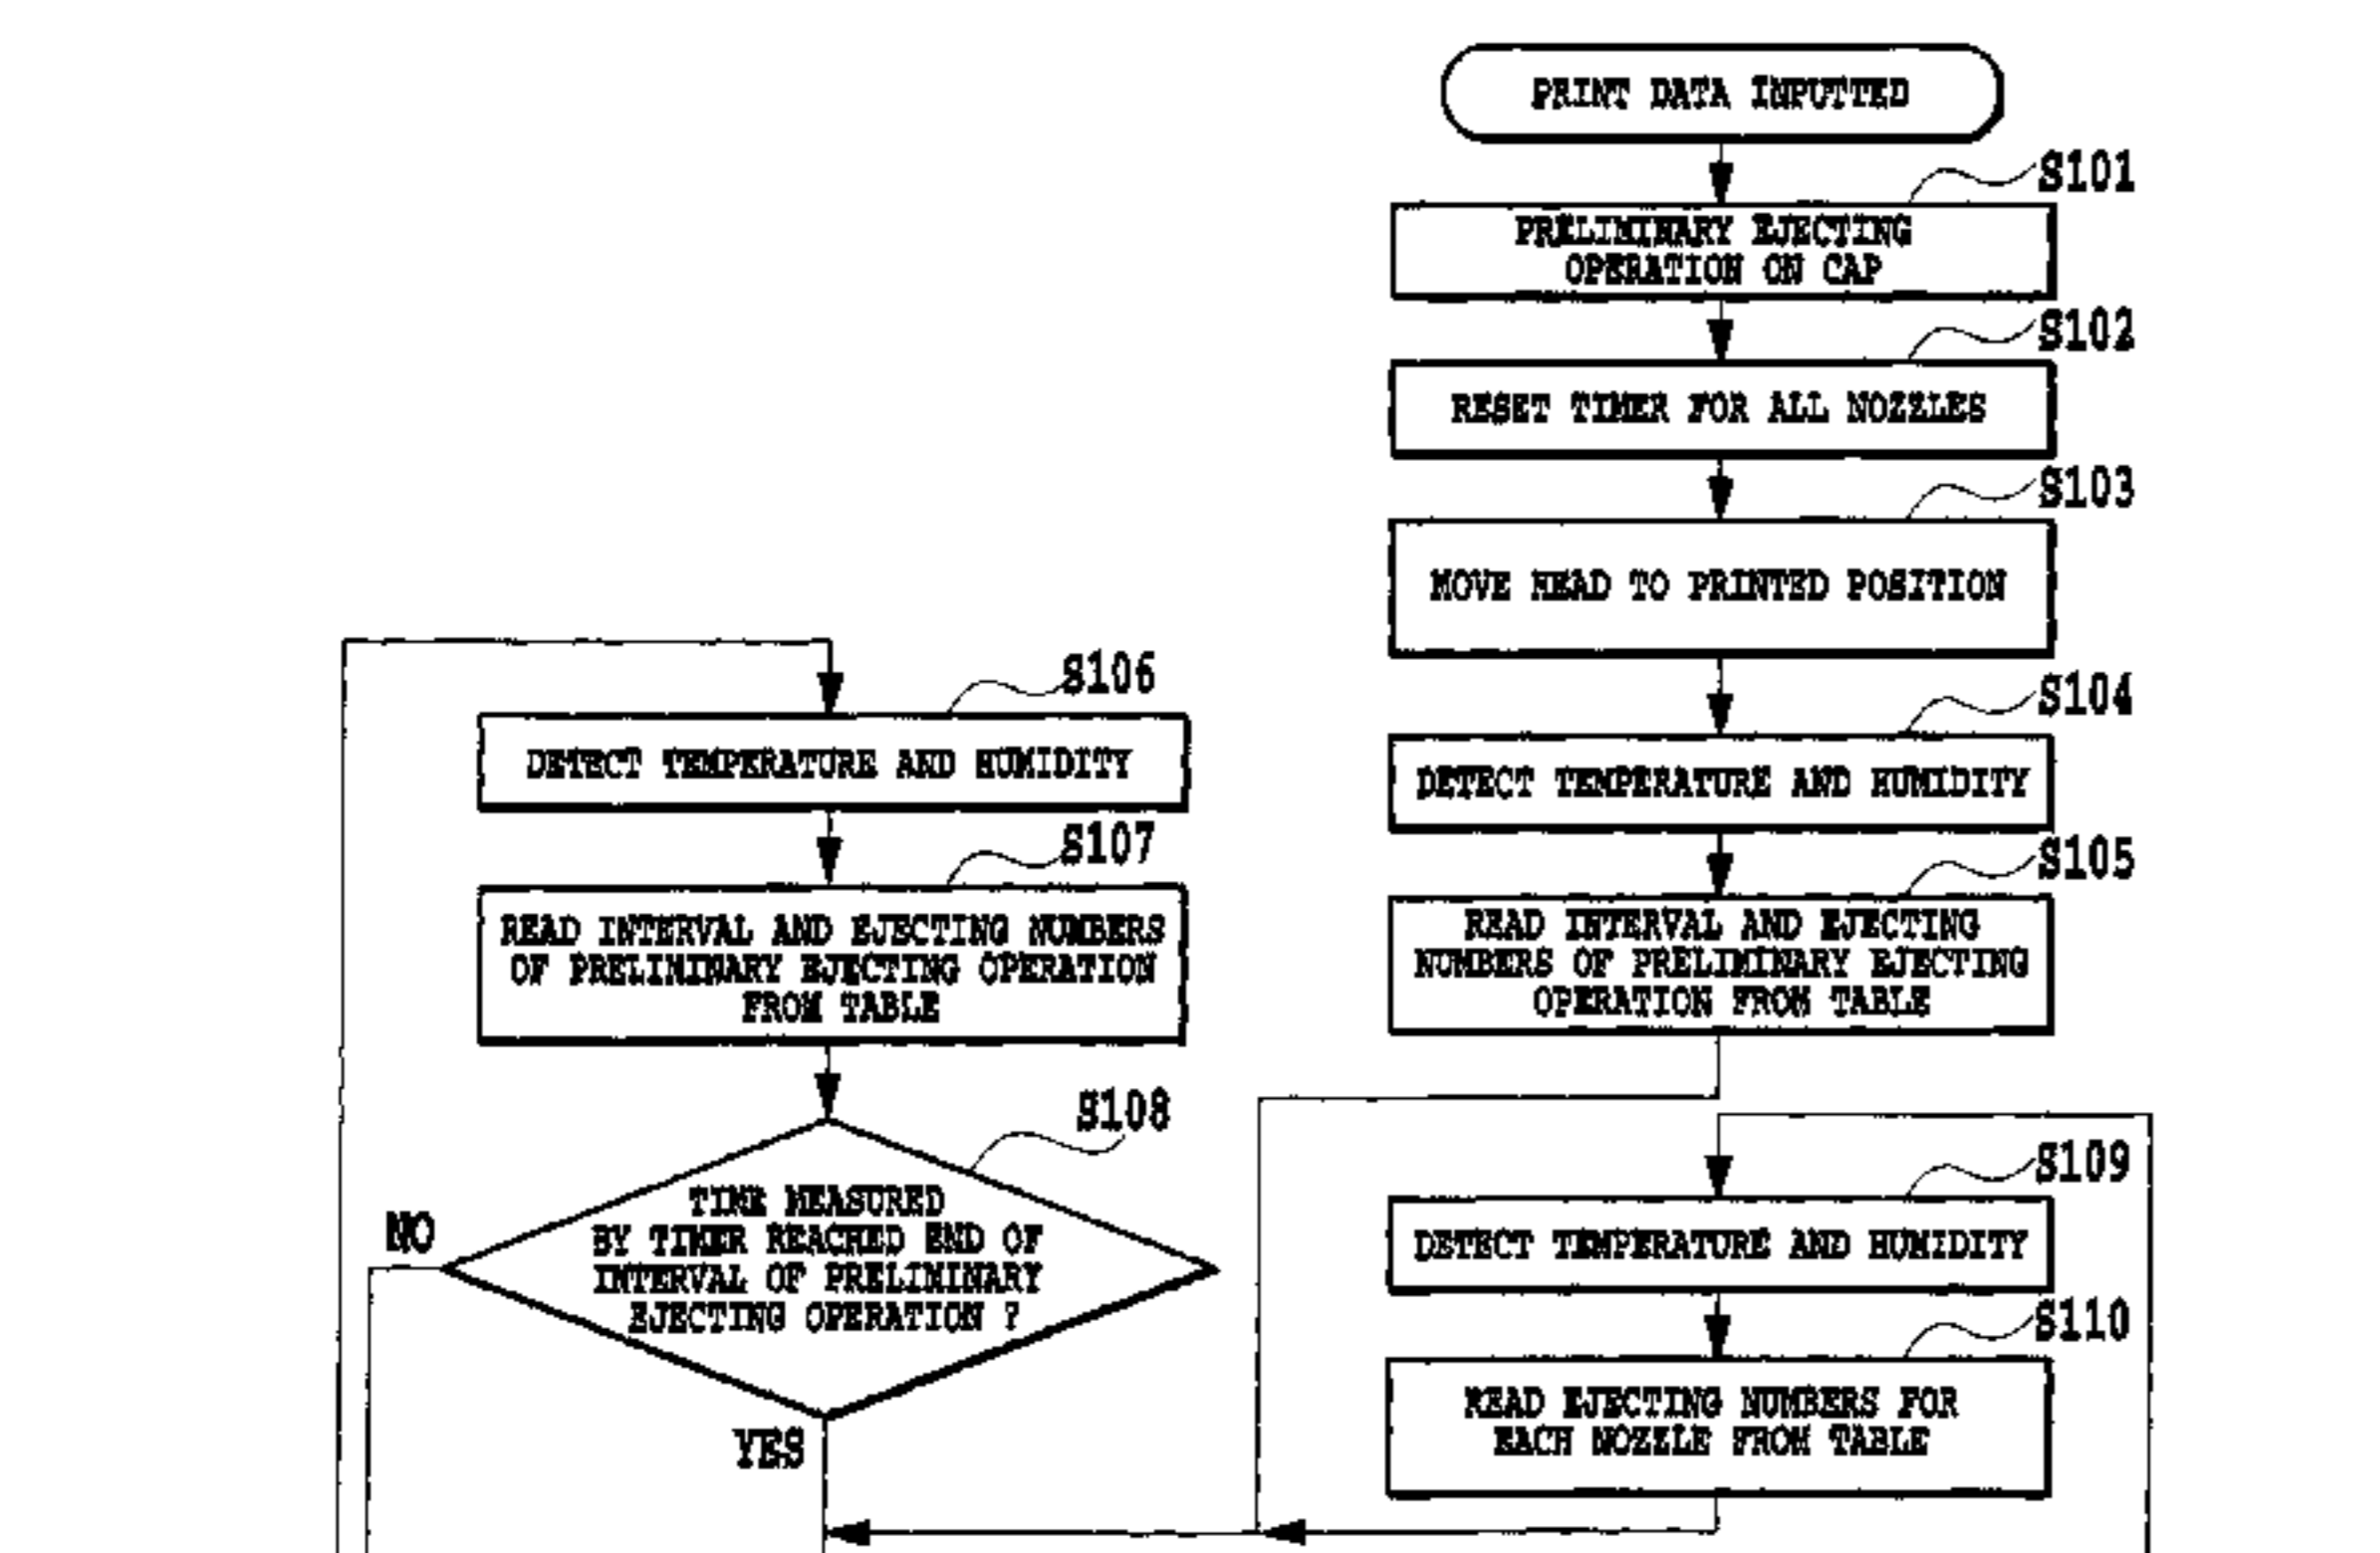 PRINT DATA INPUTTED
S101
PRELIMINARY EJECTING
OPERATION ON CAP
S102
RESET TIMER FOR ALL NOZZLES
S103
MOVE HEAD TO PRINTED POSITION
S104
DETECT TEMPERATURE AND HUMIDITY
S105
READ INTERVAL AND EJECTING
NUMBERS OF PRELIMINARY EJECTING
OPERATION FROM TABLE
S106
DETECT TEMPERATURE AND HUMIDITY
S107
READ INTERVAL AND EJECTING NUMBERS
OF PRELIMINARY EJECTING OPERATION
FROM TABLE
S108
TIME MEASURED
BY TIMER REACHED END OF
INTERVAL OF PRELIMINARY
EJECTING OPERATION ?
NO
YES
S109
DETECT TEMPERATURE AND HUMIDITY
S110
READ EJECTING NUMBERS FOR
EACH NOZZLE FROM TABLE